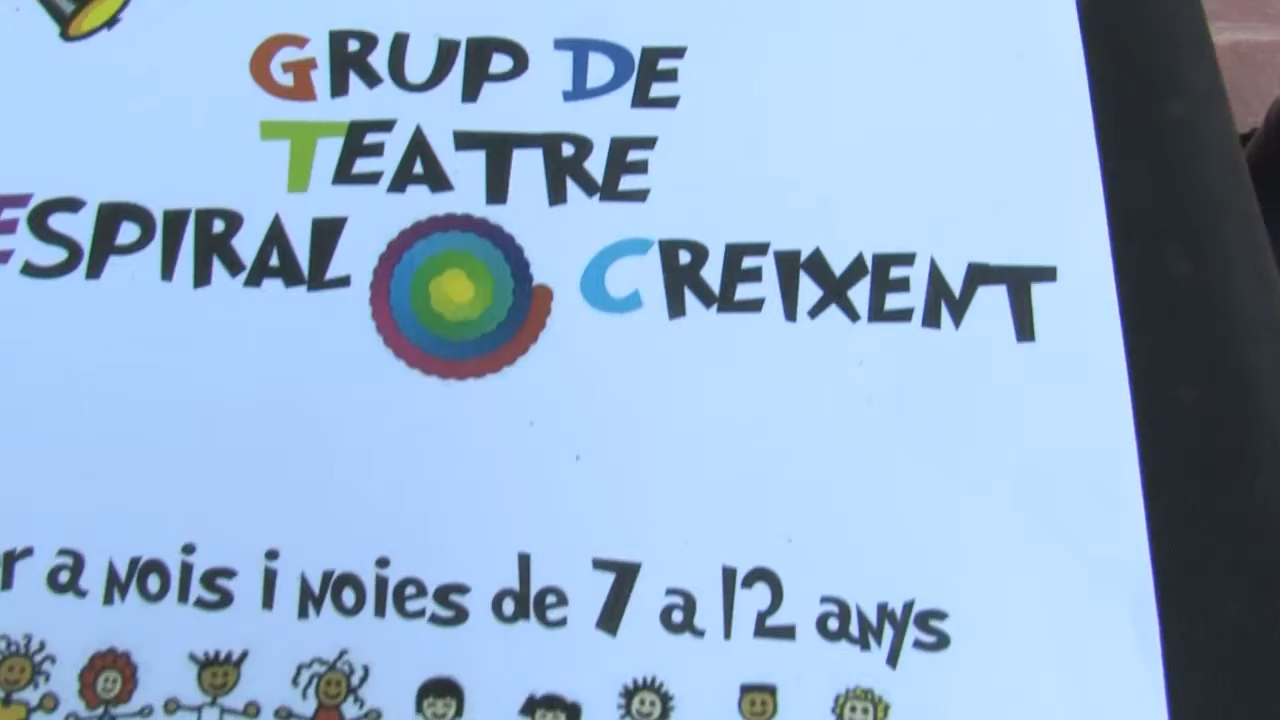 GRUP DE
TEATRE
ESPIRAL CREIXENT
a nois i noies de 7 a 12 anys